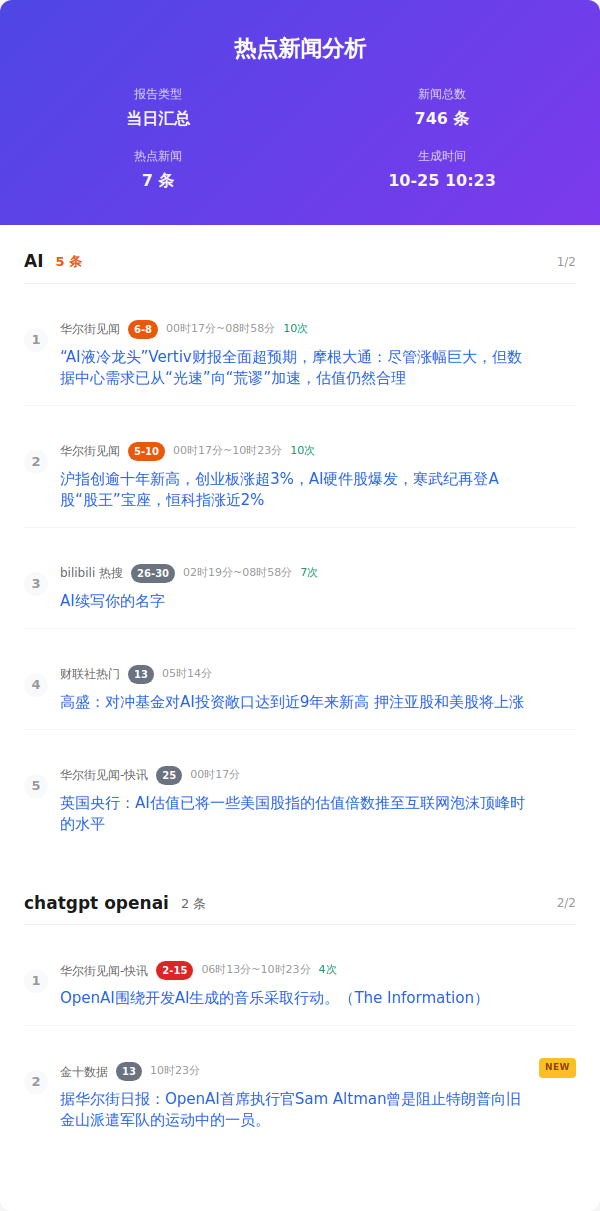 热点新闻分析
报告类型
新闻总数
当日汇总
746 条
热点新闻
生成时间
7 条
10-25 10:23
AI 5 条 1/2
1 华尔街见闻 6-8 00时17分~08时58分 10次
“AI液冷龙头”Vertiv财报全面超预期，摩根大通：尽管涨幅巨大，但数
据中心需求已从“光速”向“荒谬”加速，估值仍然合理
2 华尔街见闻 5-10 00时17分~10时23分 10次
沪指创逾十年新高，创业板涨超3%，AI硬件股爆发，寒武纪再登A
股“股王”宝座，恒科指涨近2%
3 bilibili 热搜 26-30 02时19分~08时58分 7次
AI续写你的名字
4 财联社热门 13 05时14分
高盛：对冲基金对AI投资敞口达到近9年来新高 押注亚股和美股将上涨
5 华尔街见闻-快讯 25 00时17分
英国央行：AI估值已将一些美国股指的估值倍数推至互联网泡沫顶峰时
的水平
chatgpt openai 2 条 2/2
1 华尔街见闻-快讯 2-15 06时13分~10时23分 4次
OpenAI围绕开发AI生成的音乐采取行动。（The Information）
2 金十数据 13 10时23分 NEW
据华尔街日报：OpenAI首席执行官Sam Altman曾是阻止特朗普向旧
金山派遣军队的运动中的一员。